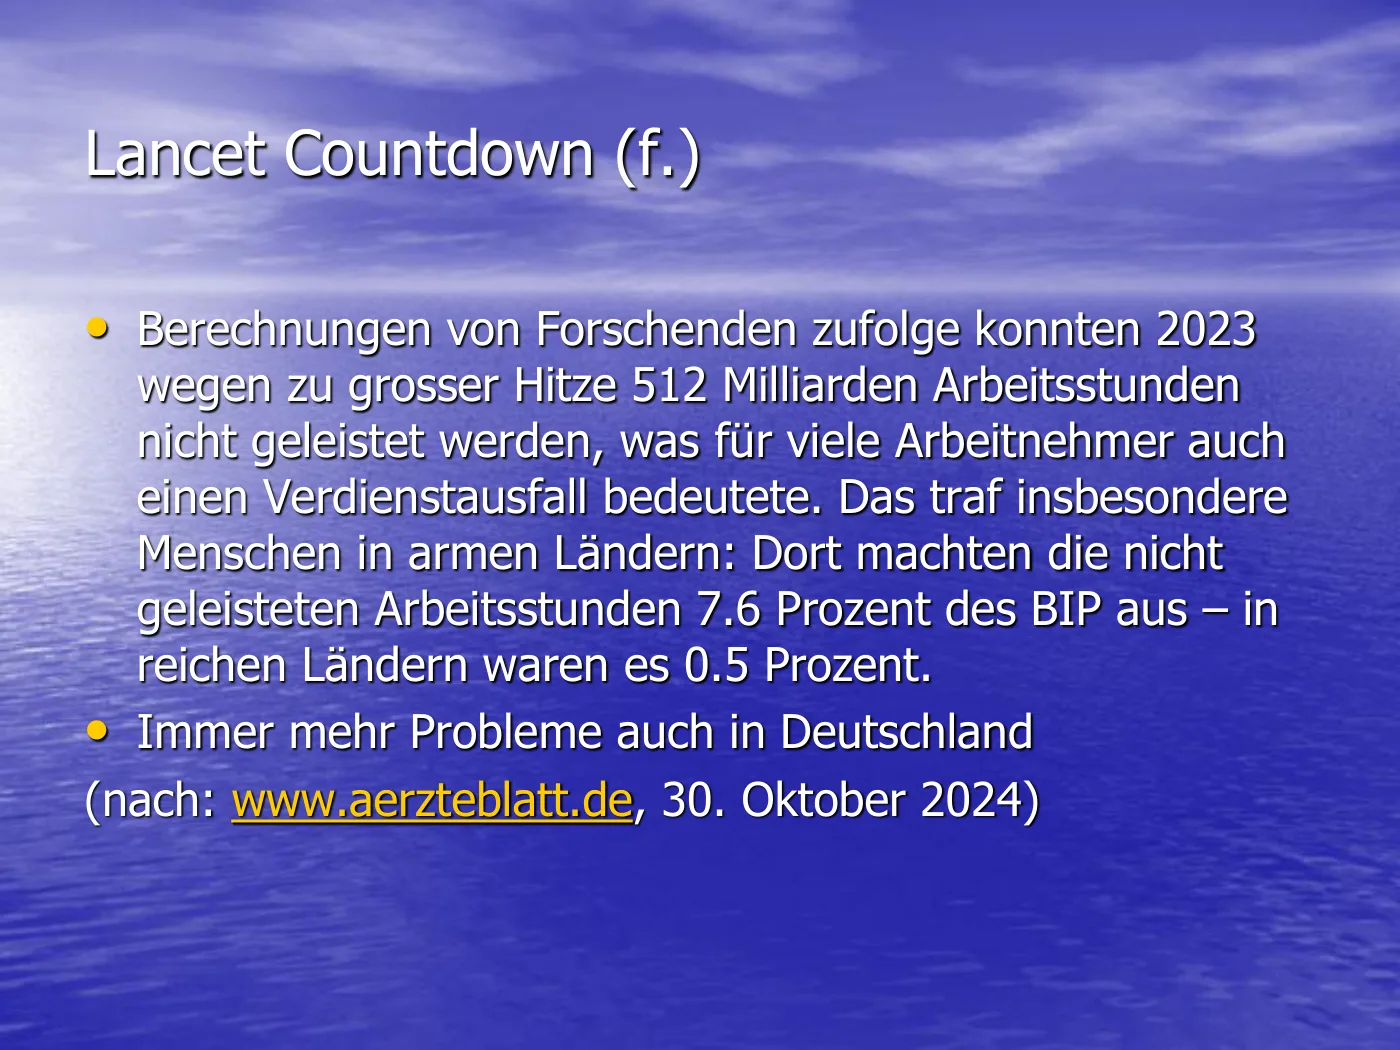 Lancet Countdown (f.)
• Berechnungen von Forschenden zufolge konnten 2023
wegen zu grosser Hitze 512 Milliarden Arbeitsstunden
nicht geleistet werden, was für viele Arbeitnehmer auch
einen Verdienstausfall bedeutete. Das traf insbesondere
Menschen in armen Ländern: Dort machten die nicht
geleisteten Arbeitsstunden 7.6 Prozent des BIP aus – in
reichen Ländern waren es 0.5 Prozent.
• Immer mehr Probleme auch in Deutschland
(nach: www.aerzteblatt.de, 30. Oktober 2024)